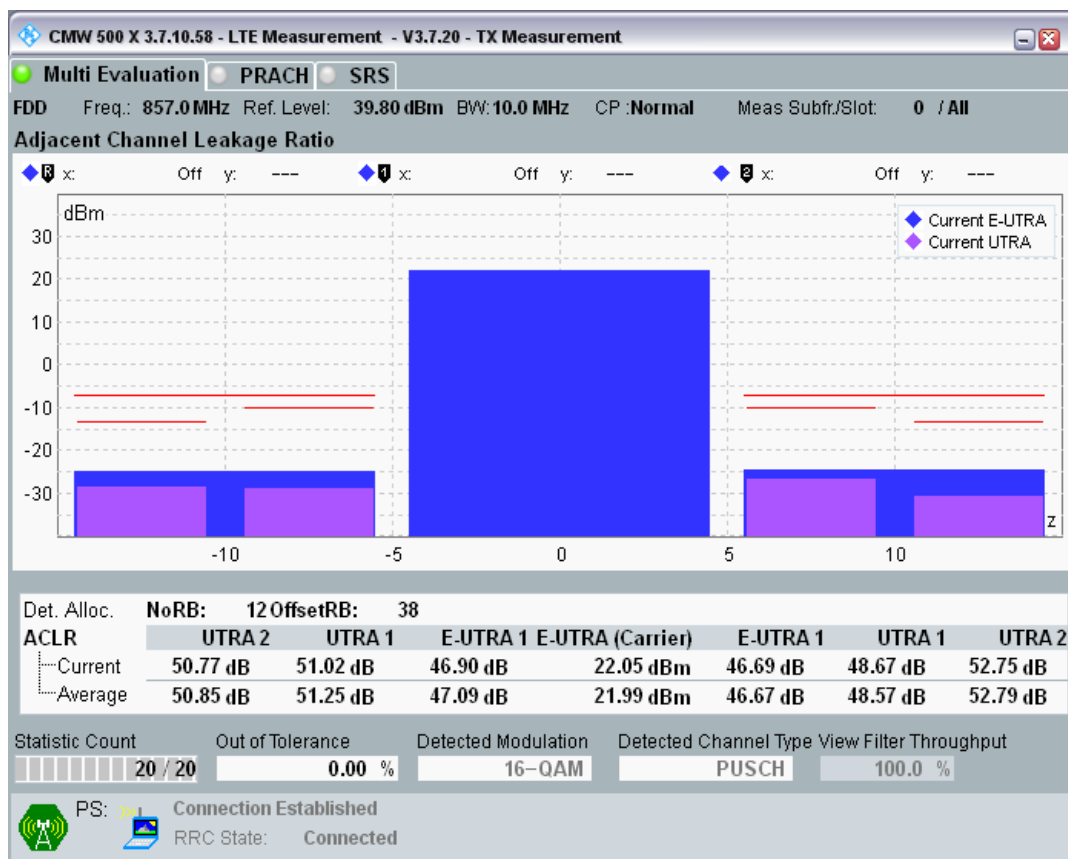 CMW 500 X 3.7.10.58 - LTE Measurement - V3.7.20 - TX Measurement
Multi Evaluation PRACH SRS
FDD Freq.: 857.0 MHz Ref. Level: 39.80 dBm BW: 10.0 MHz CP :Normal Meas Subfr./Slot: 0 / All
Adjacent Channel Leakage Ratio
R x: Off y: --- 1 x: Off y: --- 2 x: Off y: ---
dBm
Current E-UTRA
Current UTRA
30
20
10
0
-10
-20
-30
z
-10 -5 0 5 10
Det. Alloc. NoRB: 12 OffsetRB: 38
ACLR UTRA 2 UTRA 1 E-UTRA 1 E-UTRA (Carrier) E-UTRA 1 UTRA 1 UTRA 2
Current 50.77 dB 51.02 dB 46.90 dB 22.05 dBm 46.69 dB 48.67 dB 52.75 dB
Average 50.85 dB 51.25 dB 47.09 dB 21.99 dBm 46.67 dB 48.57 dB 52.79 dB
Statistic Count Out of Tolerance Detected Modulation Detected Channel Type View Filter Throughput
20 / 20 0.00 % 16-QAM PUSCH 100.0 %
PS: Connection Established
RRC State: Connected